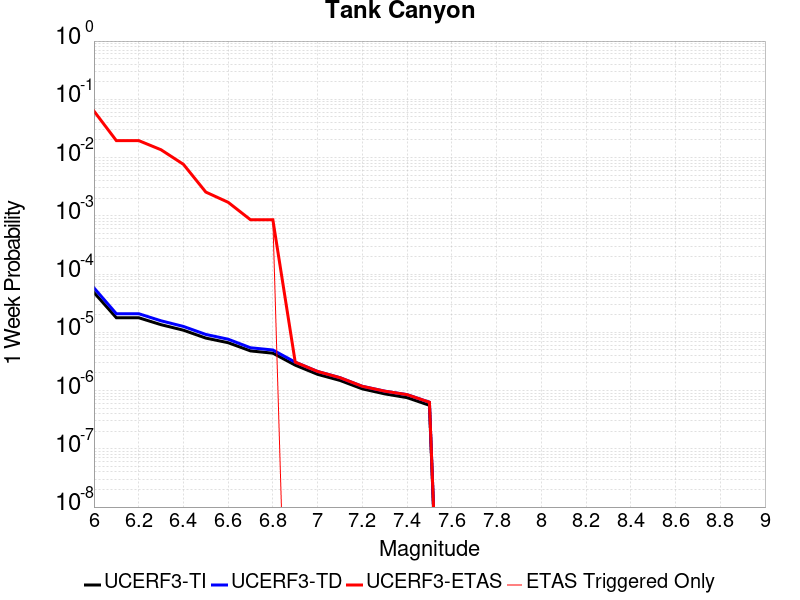 Tank Canyon
10^0
10^-1
10^-2
10^-3
10^-4
10^-5
10^-6
10^-7
10^-8
1 Week Probability
6 6.2 6.4 6.6 6.8 7 7.2 7.4 7.6 7.8 8 8.2 8.4 8.6 8.8 9
Magnitude
UCERF3-TI UCERF3-TD UCERF3-ETAS ETAS Triggered Only